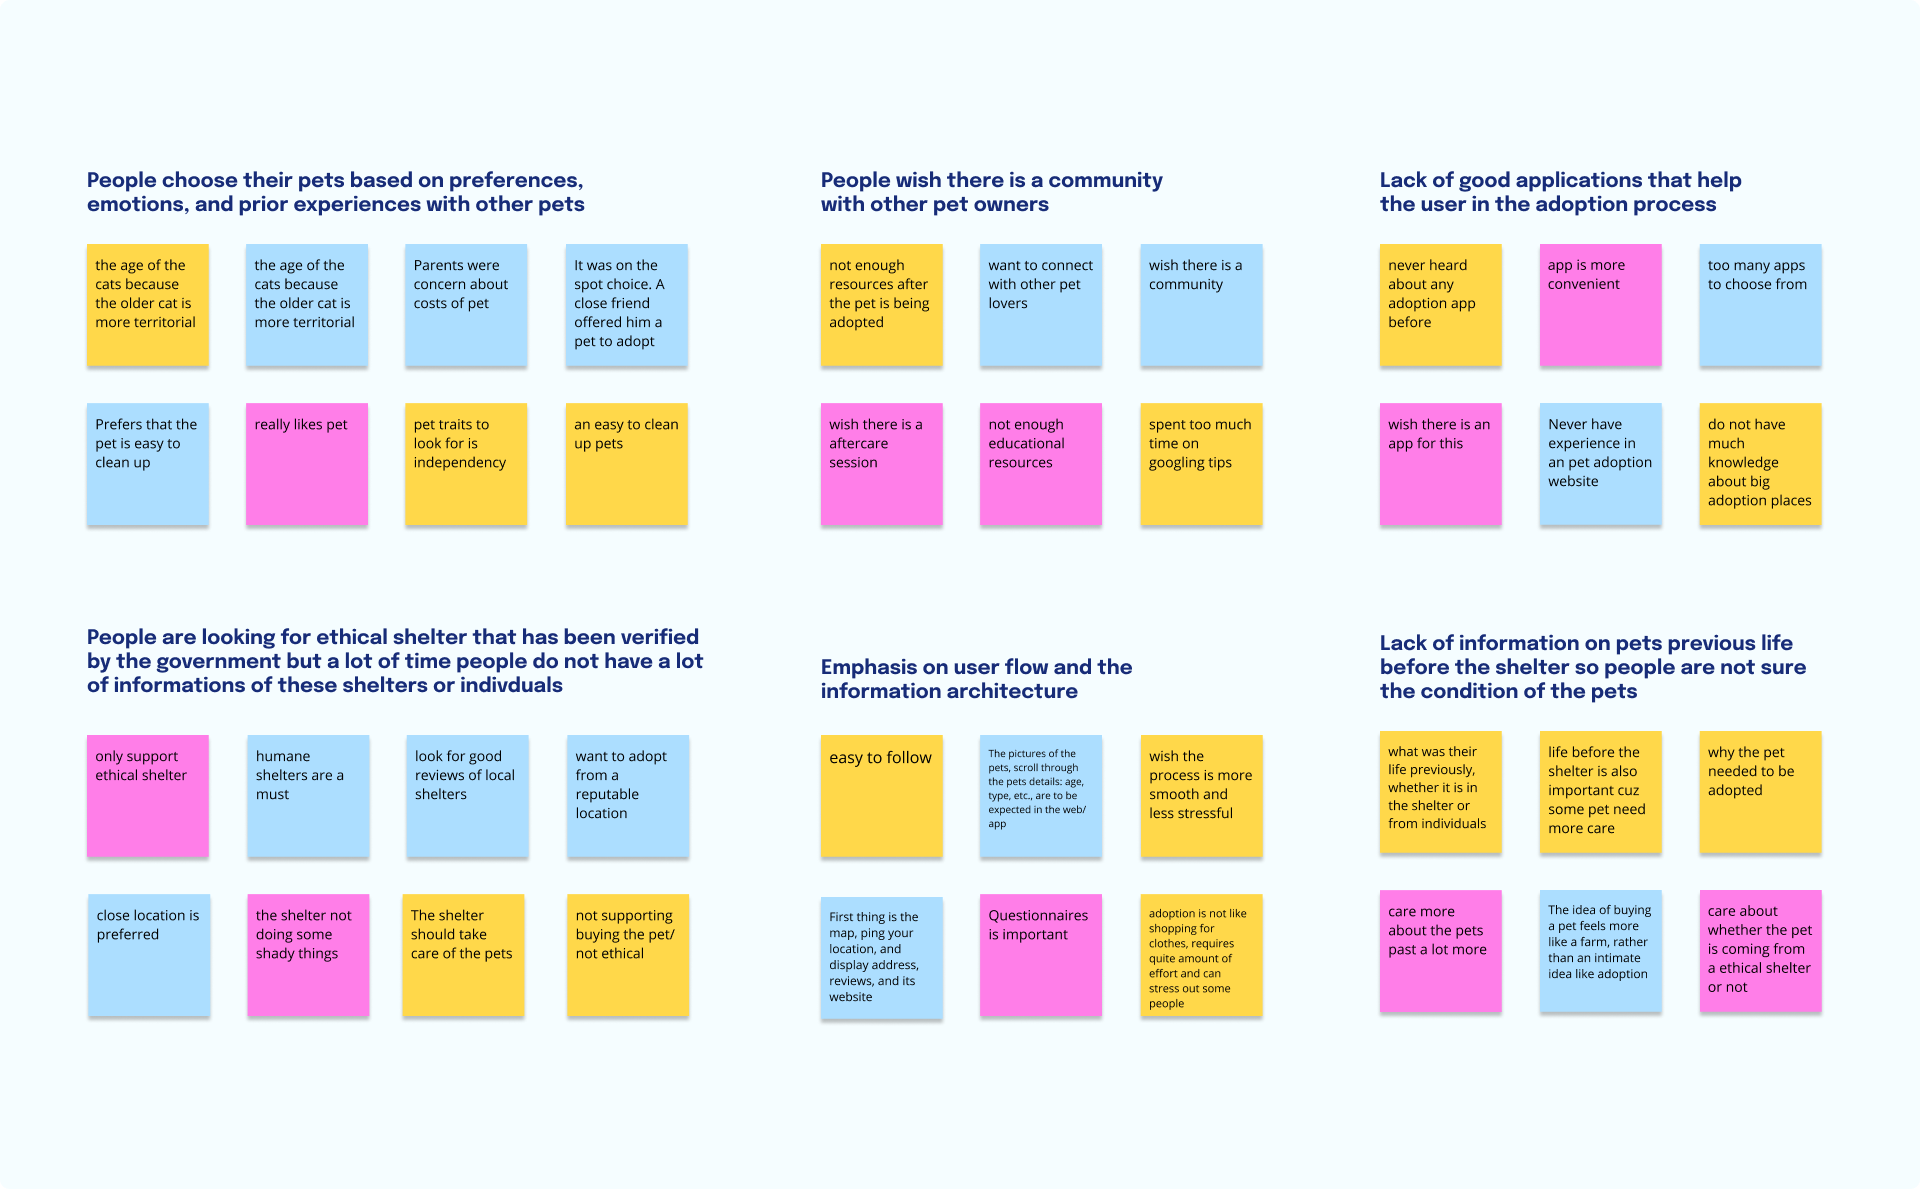 People choose their pets based on preferences,
emotions, and prior experiences with other pets
the age of the
cats because
the older cat is
more territorial
the age of the
cats because
the older cat is
more territorial
Parents were
concern about
costs of pet
It was on the
spot choice. A
close friend
offered him a
pet to adopt
Prefers that the
pet is easy to
clean up
really likes pet
pet traits to
look for is
independency
an easy to clean
up pets
People wish there is a community
with other pet owners
not enough
resources after
the pet is being
adopted
want to connect
with other pet
lovers
wish there is a
community
wish there is a
aftercare
session
not enough
educational
resources
spent too much
time on
googling tips
Lack of good applications that help
the user in the adoption process
never heard
about any
adoption app
before
app is more
convenient
too many apps
to choose from
wish there is an
app for this
Never have
experience in
an pet adoption
website
do not have
much
knowledge
about big
adoption places
People are looking for ethical shelter that has been verified
by the government but a lot of time people do not have a lot
of informations of these shelters or indivduals
only support
ethical shelter
humane
shelters are a
must
look for good
reviews of local
shelters
want to adopt
from a
reputable
location
close location is
preferred
the shelter not
doing some
shady things
The shelter
should take
care of the pets
not supporting
buying the pet/
not ethical
Emphasis on user flow and the
information architecture
easy to follow
The pictures of the
pets, scroll through
the pets details: age,
type, etc., are to be
expected in the web/
app
wish the
process is more
smooth and
less stressful
First thing is the
map, ping your
location, and
display address,
reviews, and its
website
Questionnaires
is important
adoption is not like
shopping for
clothes, requires
quite amount of
effort and can
stress out some
people
Lack of information on pets previous life
before the shelter so people are not sure
the condition of the pets
what was their
life previously,
whether it is in
the shelter or
from individuals
life before the
shelter is also
important cuz
some pet need
more care
why the pet
needed to be
adopted
care more
about the pets
past a lot more
The idea of buying
a pet feels more
like a farm, rather
than an intimate
idea like adoption
care about
whether the pet
is coming from
a ethical shelter
or not